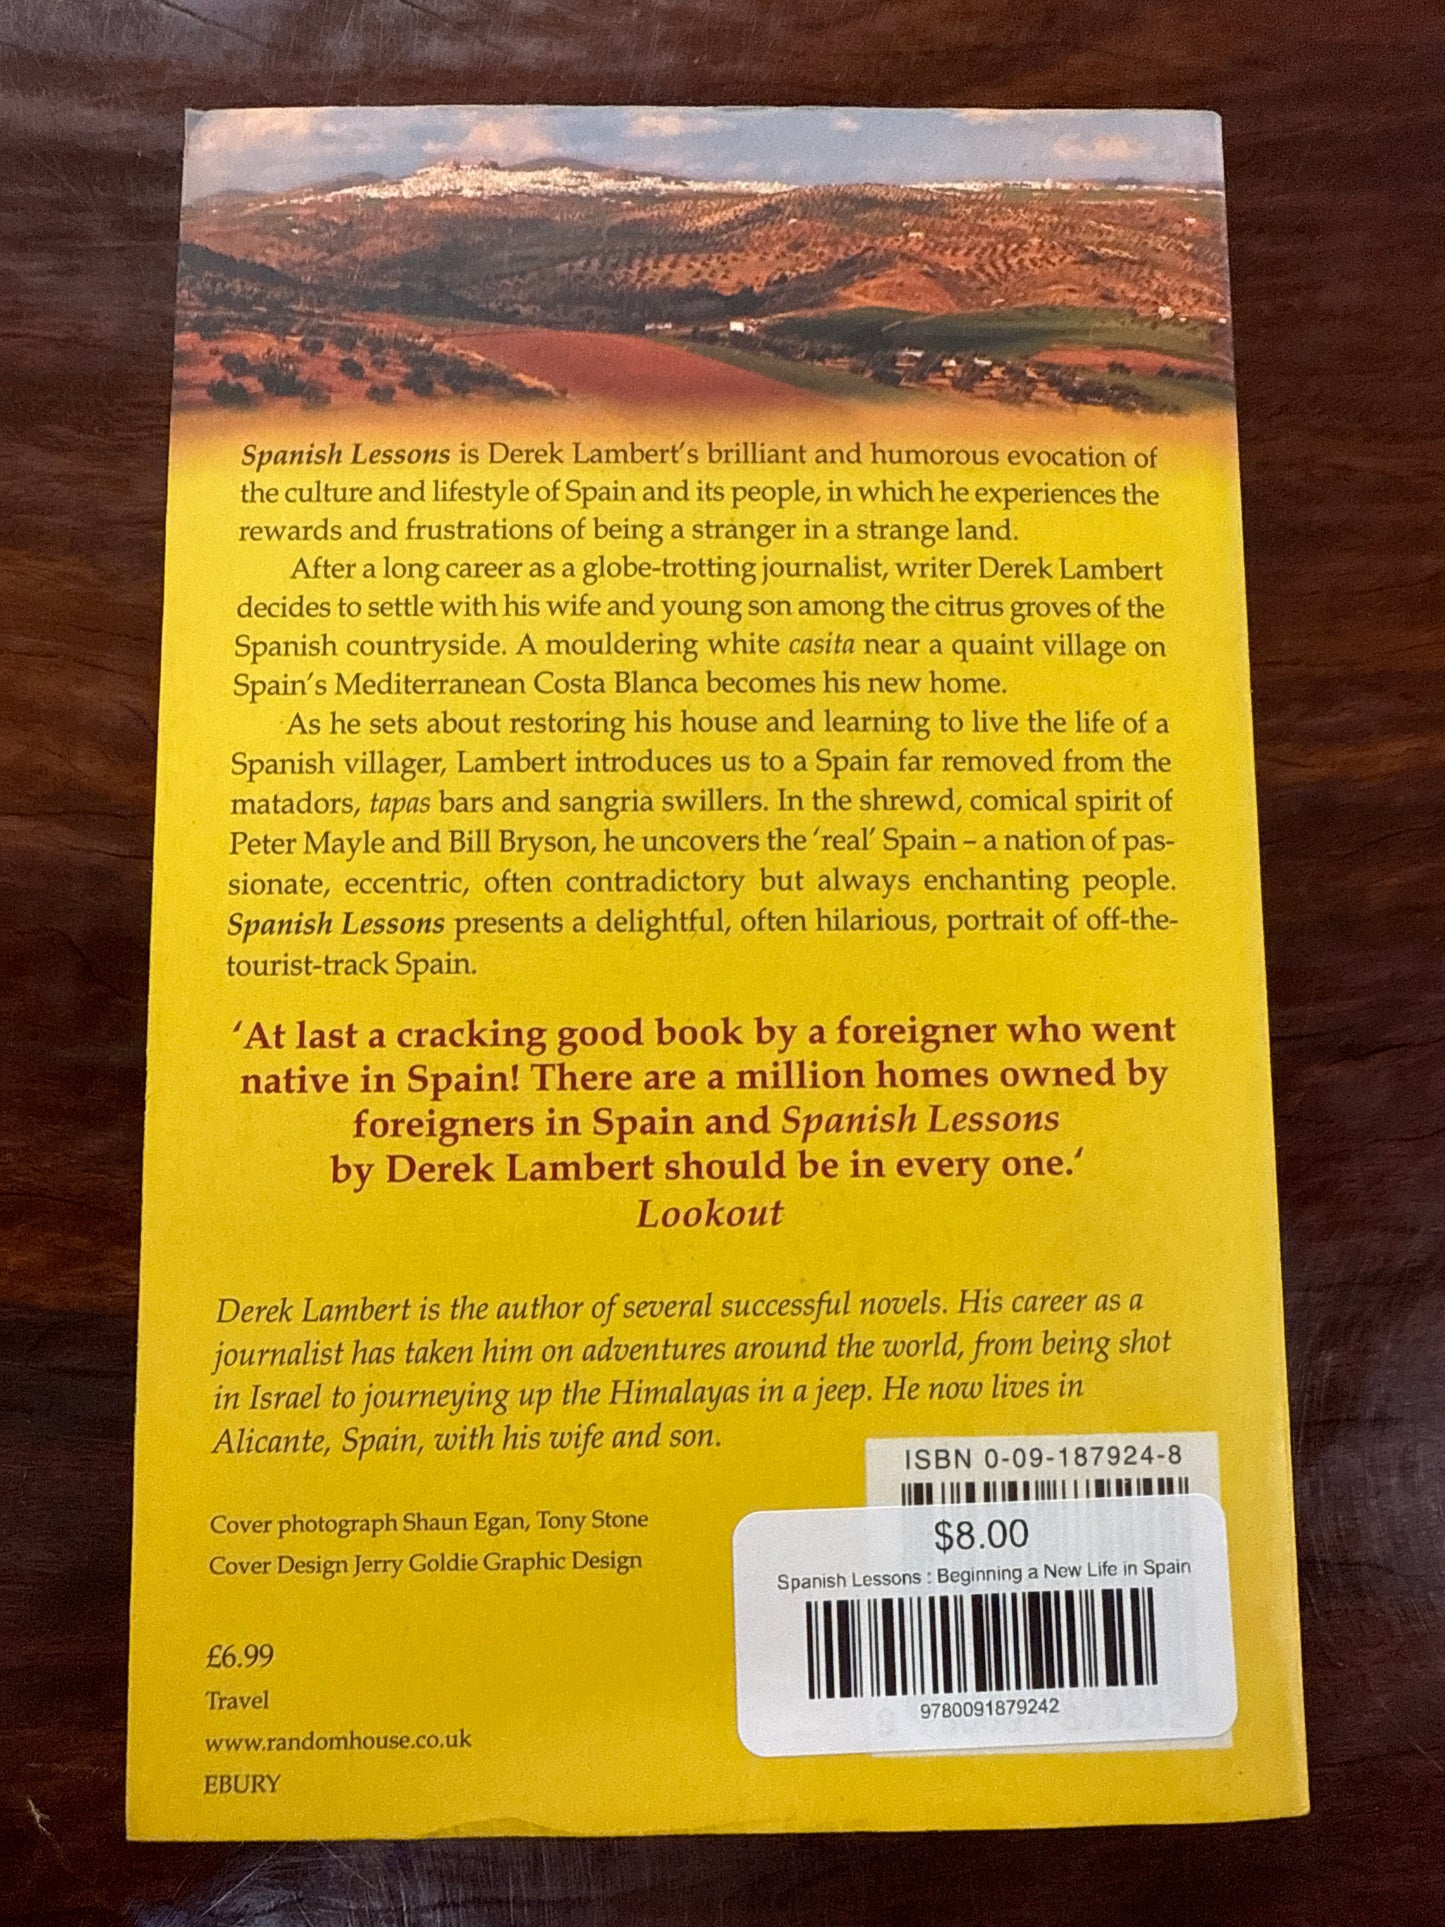 Spanish Lessons is Derek Lambert's brilliant and humorous evocation of
the culture and lifestyle of Spain and its people, in which he experiences the
rewards and frustrations of being a stranger in a strange land.
After a long career as a globe-trotting journalist, writer Derek Lambert
decides to settle with his wife and young son among the citrus groves of the
Spanish countryside. A mouldering white casita near a quaint village on
Spain's Mediterranean Costa Blanca becomes his new home.
As he sets about restoring his house and learning to live the life of a
Spanish villager, Lambert introduces us to a Spain far removed from the
matadors, tapas bars and sangria swillers. In the shrewd, comical spirit of
Peter Mayle and Bill Bryson, he uncovers the 'real' Spain – a nation of pas-
sionate, eccentric, often contradictory but always enchanting people.
Spanish Lessons presents a delightful, often hilarious, portrait of off-the-
tourist-track Spain.
'At last a cracking good book by a foreigner who went
native in Spain! There are a million homes owned by
foreigners in Spain and Spanish Lessons
by Derek Lambert should be in every one.‘
Lookout
Derek Lambert is the author of several successful novels. His career as a
journalist has taken him on adventures around the world, from being shot
in Israel to journeying up the Himalayas in a jeep. He now lives in
Alicante, Spain, with his wife and son.
Cover photograph Shaun Egan, Tony Stone
Cover Design Jerry Goldie Graphic Design
£6.99
Travel
www.randomhouse.co.uk
EBURY
ISBN 0-09-187924-8
$8.00
Spanish Lessons : Beginning a New Life in Spain
9780091879242